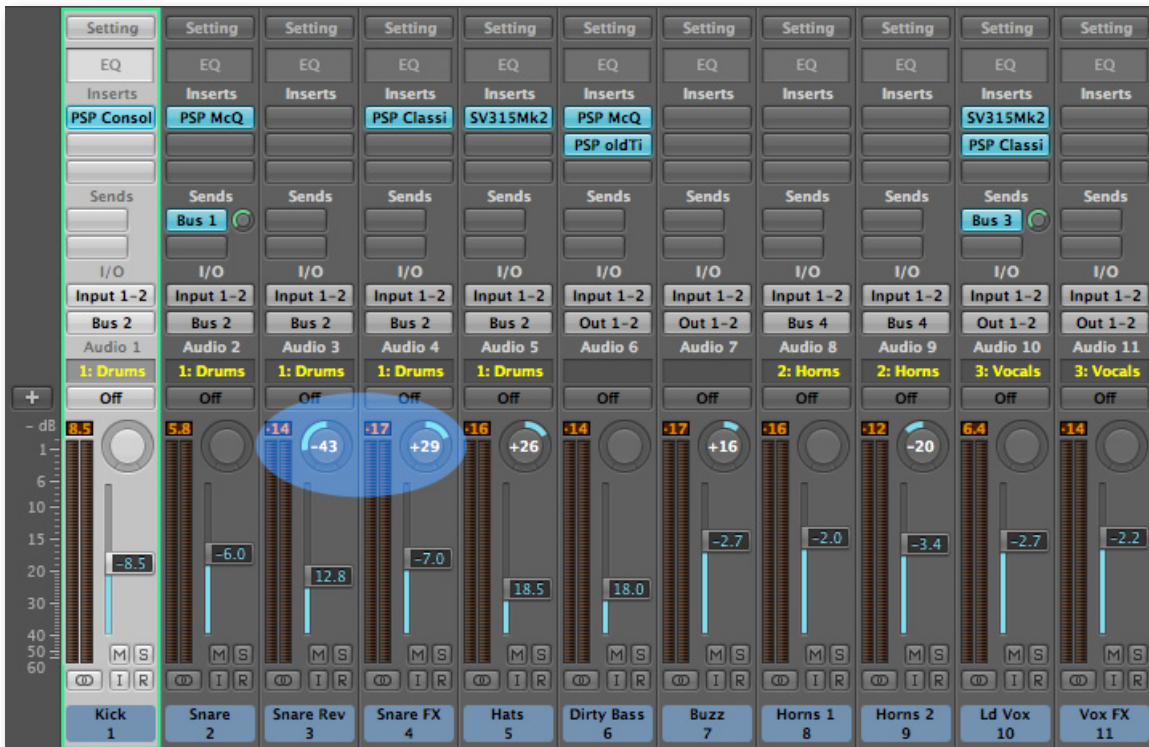 Setting Setting Setting Setting Setting Setting Setting Setting Setting Setting Setting
EQ EQ EQ EQ EQ EQ EQ EQ EQ EQ EQ
Inserts Inserts Inserts Inserts Inserts Inserts Inserts Inserts Inserts Inserts Inserts
PSP Consol PSP McQ PSP Classi SV315Mk2 PSP McQ SV315Mk2
PSP oldTi PSP Classi
Sends Sends Sends Sends Sends Sends Sends Sends Sends Sends Sends
Bus 1 Bus 3
I/O I/O I/O I/O I/O I/O I/O I/O I/O I/O I/O
Input 1-2 Input 1-2 Input 1-2 Input 1-2 Input 1-2 Input 1-2 Input 1-2 Input 1-2 Input 1-2 Input 1-2 Input 1-2
Bus 2 Bus 2 Bus 2 Bus 2 Bus 2 Out 1-2 Out 1-2 Bus 4 Bus 4 Out 1-2 Out 1-2
Audio 1 Audio 2 Audio 3 Audio 4 Audio 5 Audio 6 Audio 7 Audio 8 Audio 9 Audio 10 Audio 11
1: Drums 1: Drums 1: Drums 1: Drums 1: Drums 2: Horns 2: Horns 3: Vocals 3: Vocals
+ Off Off Off Off Off Off Off Off Off Off Off
- dB 8.5 5.8 -14 -17 -16 -14 -17 -16 -12 6.4 -14
1 -43 +29 +26 +16 -20
6
10
15 -2.7 -2.0 -3.4 -2.7 -2.2
-8.5 -6.0 -7.0
20 12.8
18.5 18.0
30
40
50 M S M S M S M S M S M S M S M S M S M S M S
60
I R I R I R I R I R I R I R I R I R I R I R
Kick Snare Snare Rev Snare FX Hats Dirty Bass Buzz Horns 1 Horns 2 Ld Vox Vox FX
1 2 3 4 5 6 7 8 9 10 11